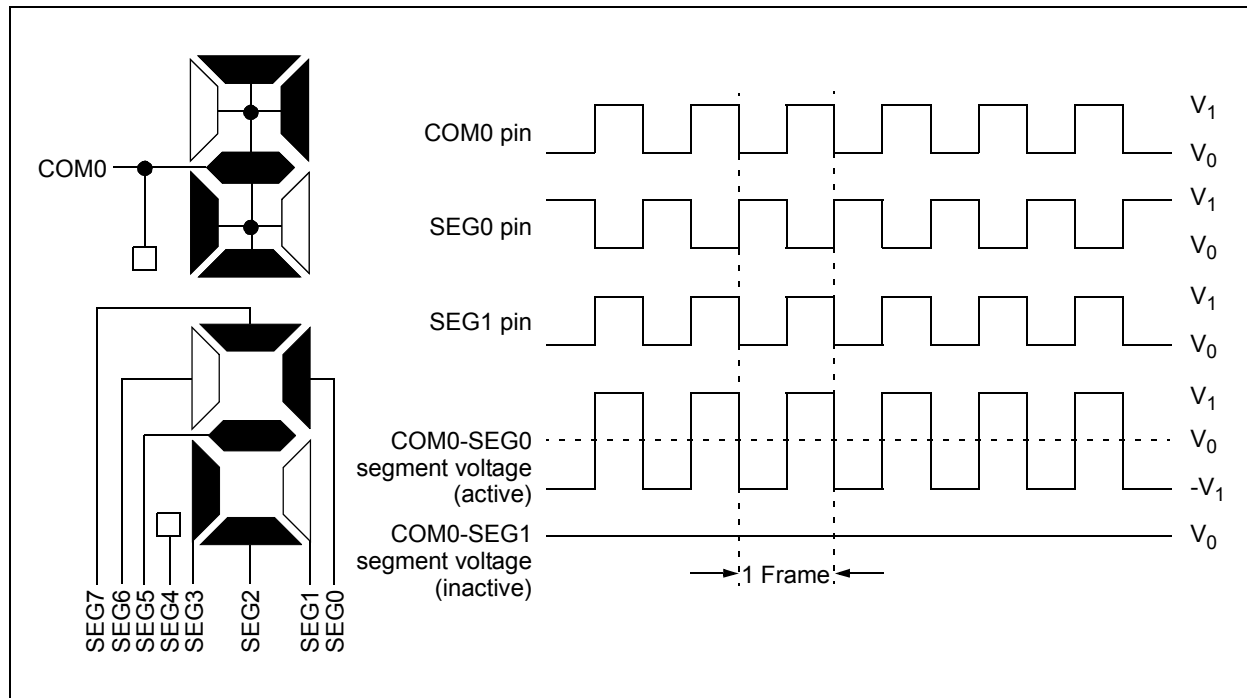 COM0
SEG7
SEG6
SEG5
SEG4
SEG3
SEG2
SEG1
SEG0
COM0 pin
V1
V0
SEG0 pin
V1
V0
SEG1 pin
V1
V0
COM0-SEG0
segment voltage
(active)
V1
V0
-V1
COM0-SEG1
segment voltage
(inactive)
V0
1 Frame